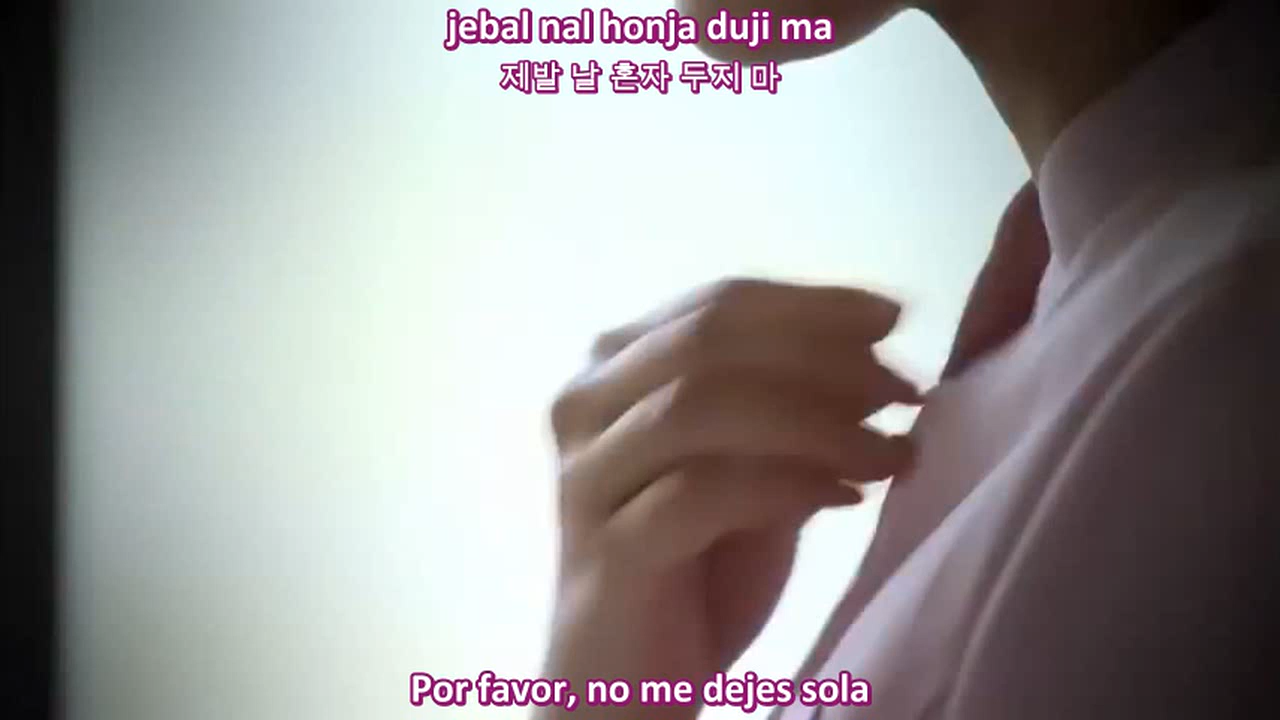 jebal nal honja duji ma
제발 날 혼자 두지 마
Por favor, no me dejes sola